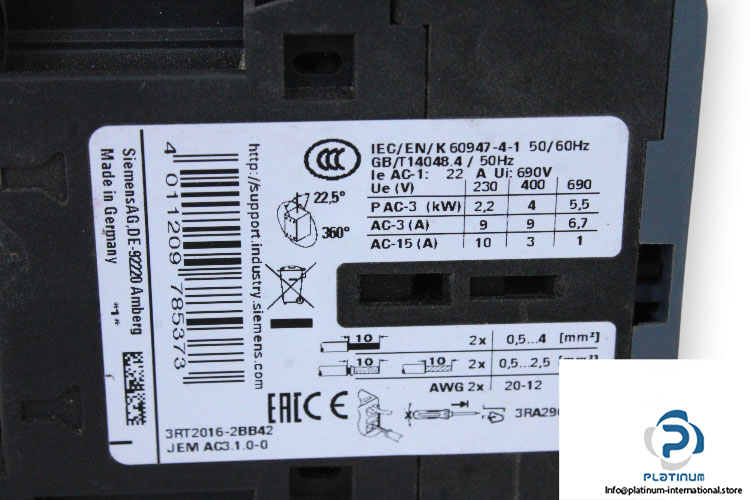 IEC/EN/K 60947-4-1 50/60Hz
GB/T14048.4 / 50Hz
Ie AC-1: 22 A Ui: 690V
Ue (V) 230 400 690
P AC-3 (kW) 2,2 4 5,5
AC-3 (A) 9 9 6,7
AC-15 (A) 10 3 1
CCC
22,5°
360°
SiemensAG,DE-92220 Amberg
Made in Germany
*1*
4 011209 785373
http://support.industry.siemens.com
10 2x 0,5...4 [mm²]
10 10 2x 0,5...2,5 [mm²]
AWG 2x 20-12
EAC CE
3RT2016-2BB42
JEM AC3.1.0-0
P
PLATINUM
Info@platinum-international.store